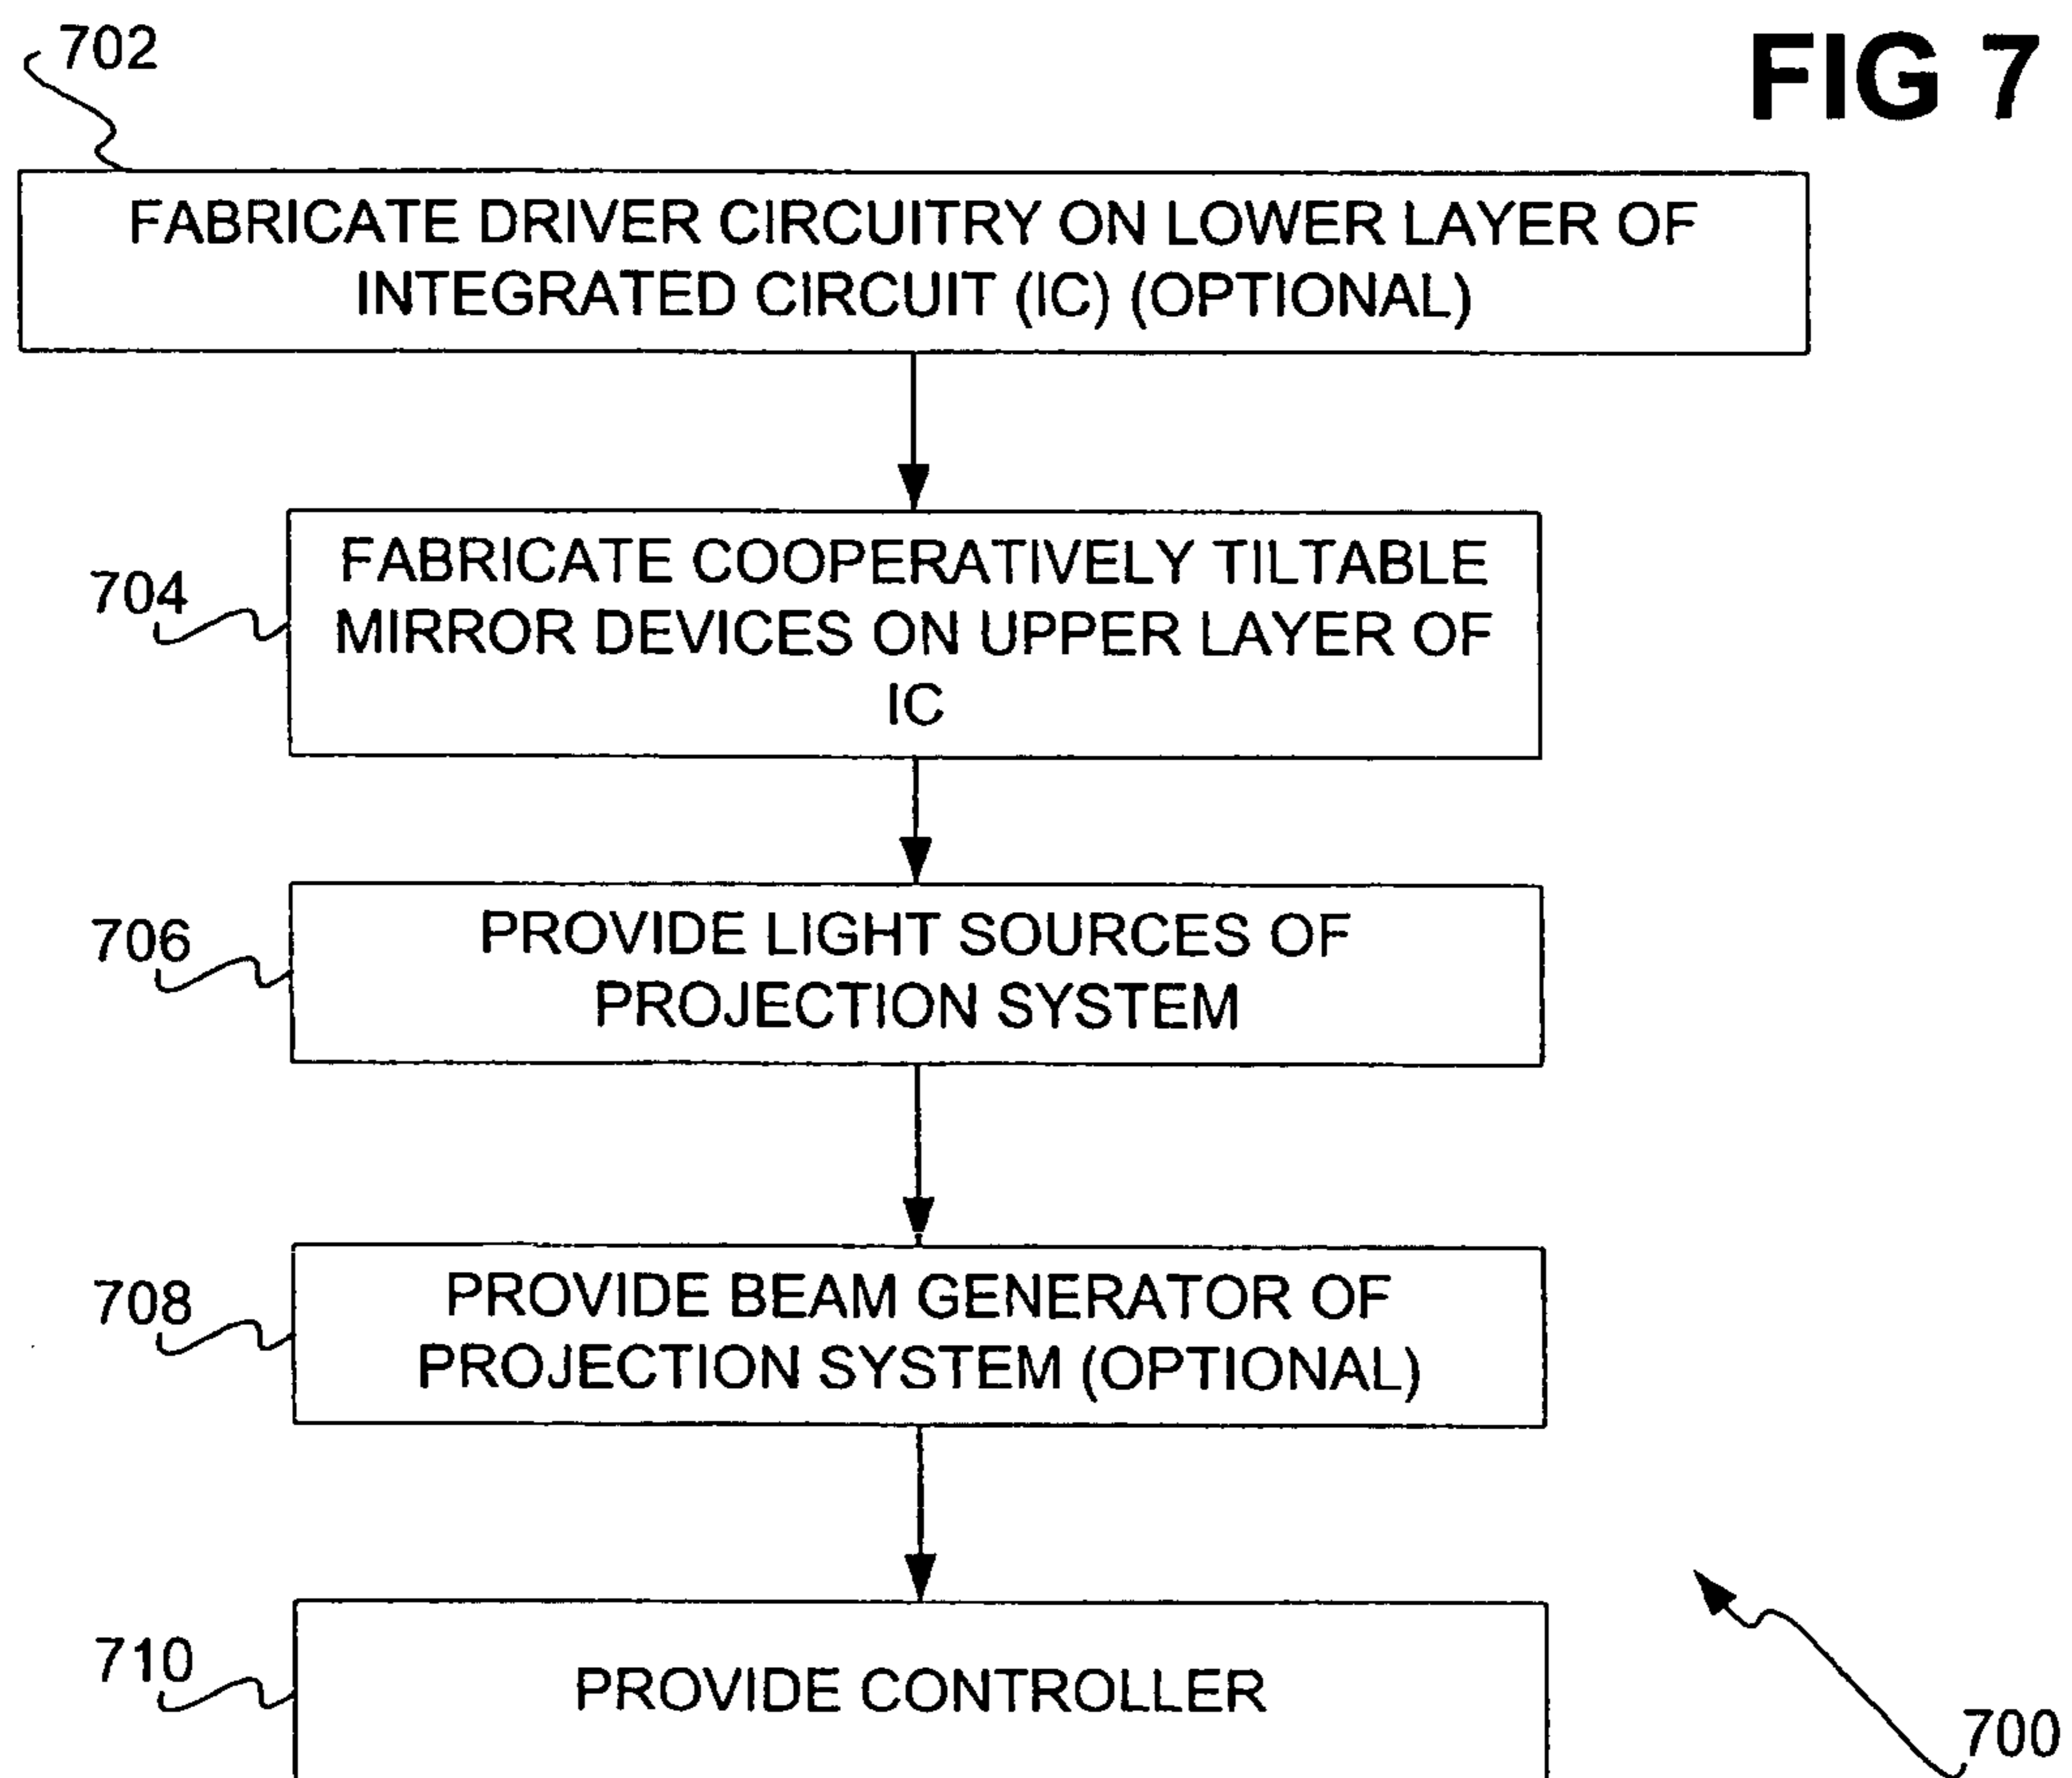 702
FIG 7
FABRICATE DRIVER CIRCUITRY ON LOWER LAYER OF
INTEGRATED CIRCUIT (IC) (OPTIONAL)
704
FABRICATE COOPERATIVELY TILTABLE
MIRROR DEVICES ON UPPER LAYER OF
IC
706
PROVIDE LIGHT SOURCES OF
PROJECTION SYSTEM
708
PROVIDE BEAM GENERATOR OF
PROJECTION SYSTEM (OPTIONAL)
710
PROVIDE CONTROLLER
700